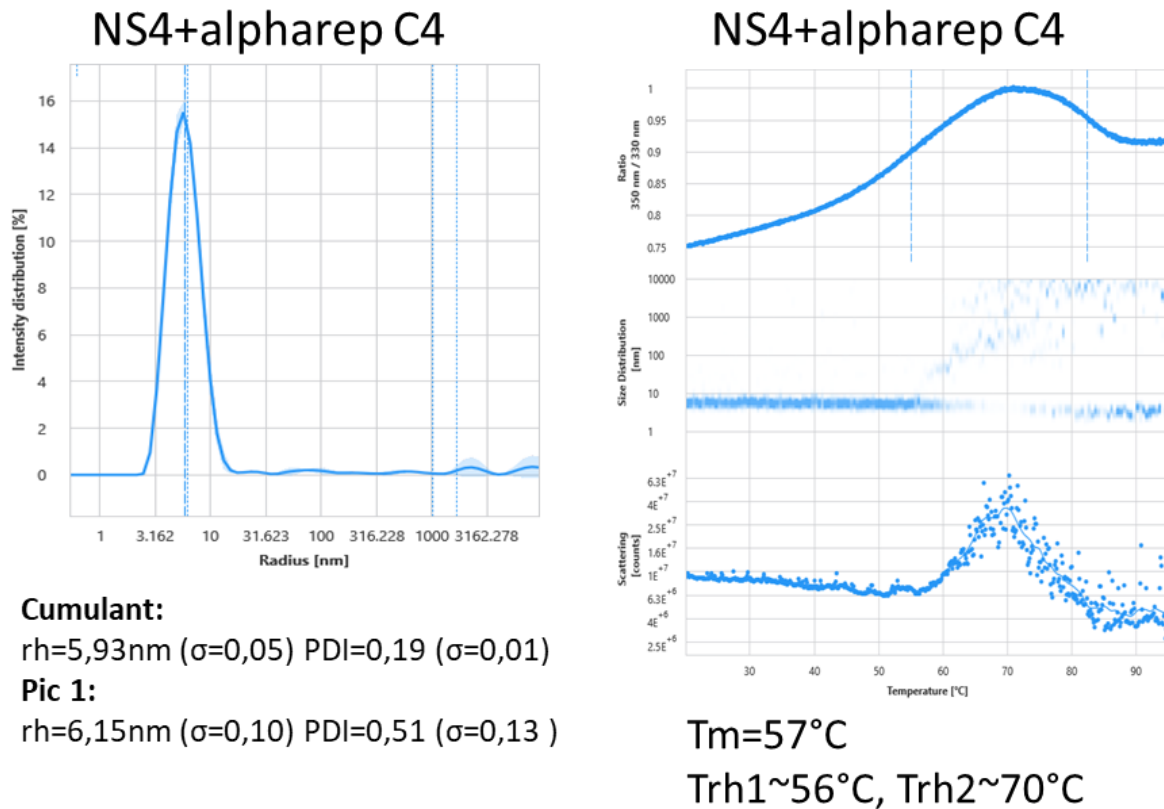 NS4+alpharep C4
16
14
12
10
8
6
4
2
0
Intensity distribution [%]
1 3.162 10 31.623 100 316.228 1000 3162.278
Radius [nm]
Cumulant:
rh=5,93nm (σ=0,05) PDI=0,19 (σ=0,01)
Pic 1:
rh=6,15nm (σ=0,10) PDI=0,51 (σ=0,13 )
NS4+alpharep C4
Ratio
350 nm / 330 nm
1
0.95
0.9
0.85
0.8
0.75
Size Distribution
[nm]
10000
1000
100
10
1
Scattering
[counts]
6.3E+7
4E+7
2.5E+7
1.6E+7
1E+7
6.3E+6
4E+6
2.5E+6
30 40 50 60 70 80 90
Temperature [°C]
Tm=57°C
Trh1~56°C, Trh2~70°C